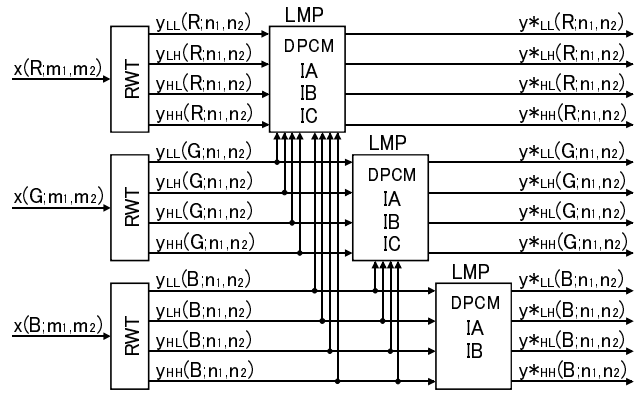 LMP
yLL(R;n1,n2) y*LL(R;n1,n2)
DPCM
yLH(R;n1,n2) y*LH(R;n1,n2)
x(R;m1,m2) RWT IA
yHL(R;n1,n2) IB y*HL(R;n1,n2)
yHH(R;n1,n2) IC y*HH(R;n1,n2)
LMP
yLL(G;n1,n2) y*LL(G;n1,n2)
DPCM
yLH(G;n1,n2) IA y*LH(G;n1,n2)
x(G;m1,m2) RWT
yHL(G;n1,n2) IB y*HL(G;n1,n2)
yHH(G;n1,n2) IC y*HH(G;n1,n2)
LMP
yLL(B;n1,n2) y*LL(B;n1,n2)
DPCM
yLH(B;n1,n2) IA y*LH(B;n1,n2)
x(B;m1,m2) RWT
yHL(B;n1,n2) IB y*HL(B;n1,n2)
yHH(B;n1,n2) y*HH(B;n1,n2)